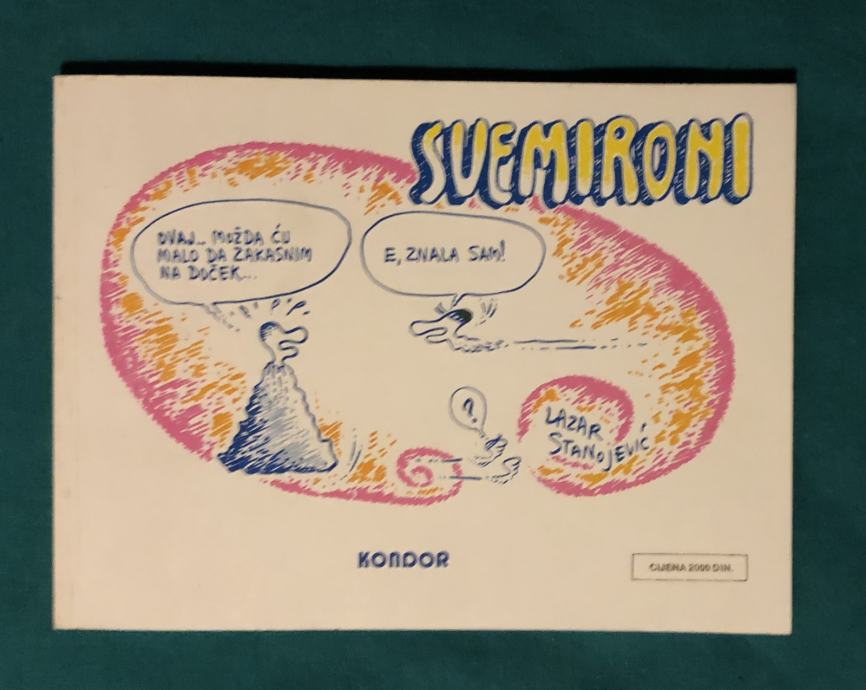 SVEMIRONI
OVAJ... MOŽDA ĆU
MALO DA ZAKASNIM
NA DOČEK...
E, ZNALA SAM!
?
LAZAR
STANOJEVIĆ
KONDOR
CIJENA 2000 DIN.